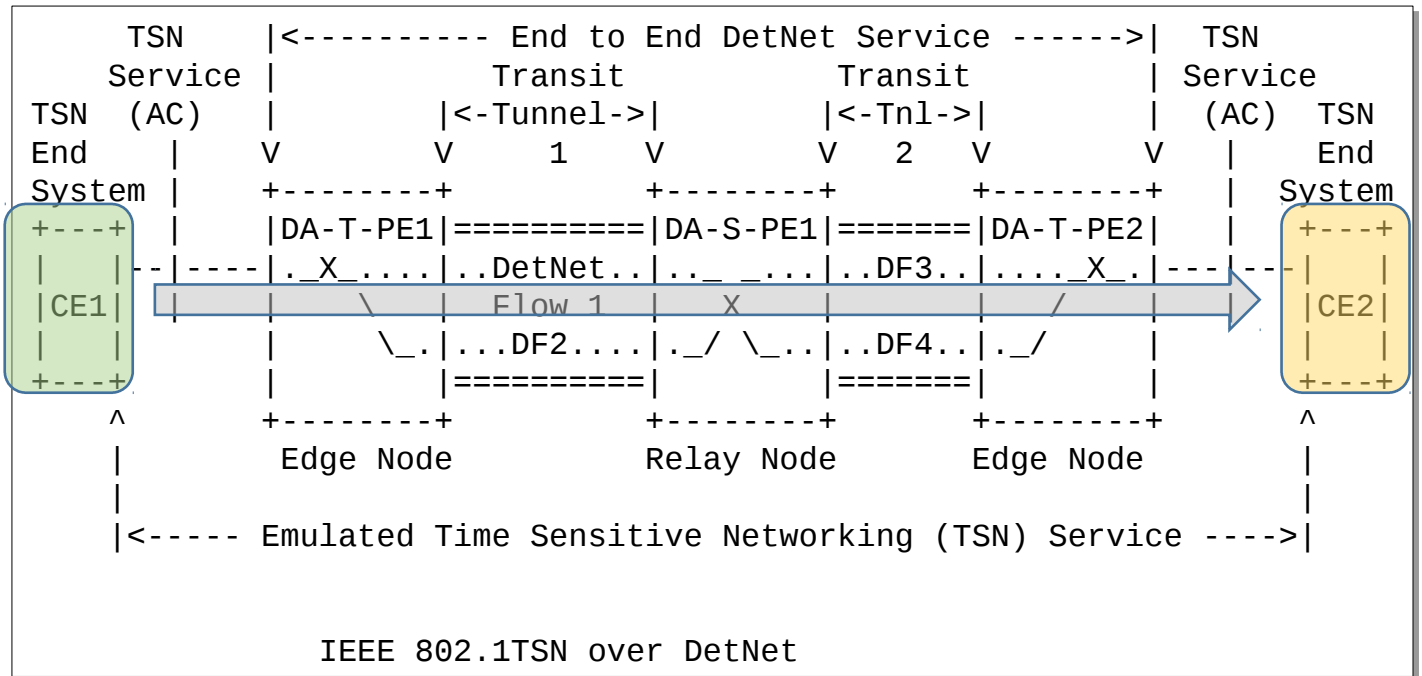 TSN     |<---------- End to End DetNet Service ------>|  TSN
     Service  |            Transit            Transit       | Service
 TSN  (AC)    |         |<-Tunnel->|         |<-Tnl->|         |  (AC)  TSN
 End     |    V         V     1    V         V   2   V         V   |    End
 System  |    +--------+           +--------+        +--------+    |  System
 +---+   |    |DA-T-PE1|==========|DA-S-PE1|=======|DA-T-PE2|   |   +---+
 |   |--|----|._X_....|..DetNet..|.._ _...|..DF3..|...._X_.|---|---|   |
 |CE1|   |    |    \   |  Flow 1  |   X    |       |   /    |   |   |CE2|
 |   |        |     \_.|...DF2....|._/ \_..|..DF4..|._/     |       |   |
 +---+        |        |==========|        |=======|        |       +---+
     ^        +--------+          +--------+       +--------+       ^
     |         Edge Node          Relay Node       Edge Node        |
     |                                                              |
     |<----- Emulated Time Sensitive Networking (TSN) Service ---->|
IEEE 802.1TSN over DetNet